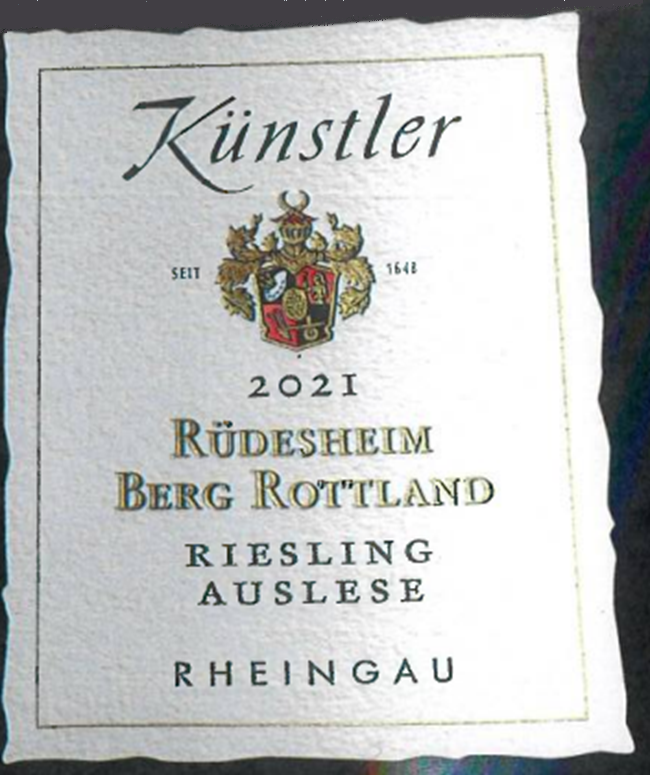 Künstler
SEIT 1648
2021
RÜDESHEIM
BERG ROTTLAND
RIESLING
AUSLESE
RHEINGAU